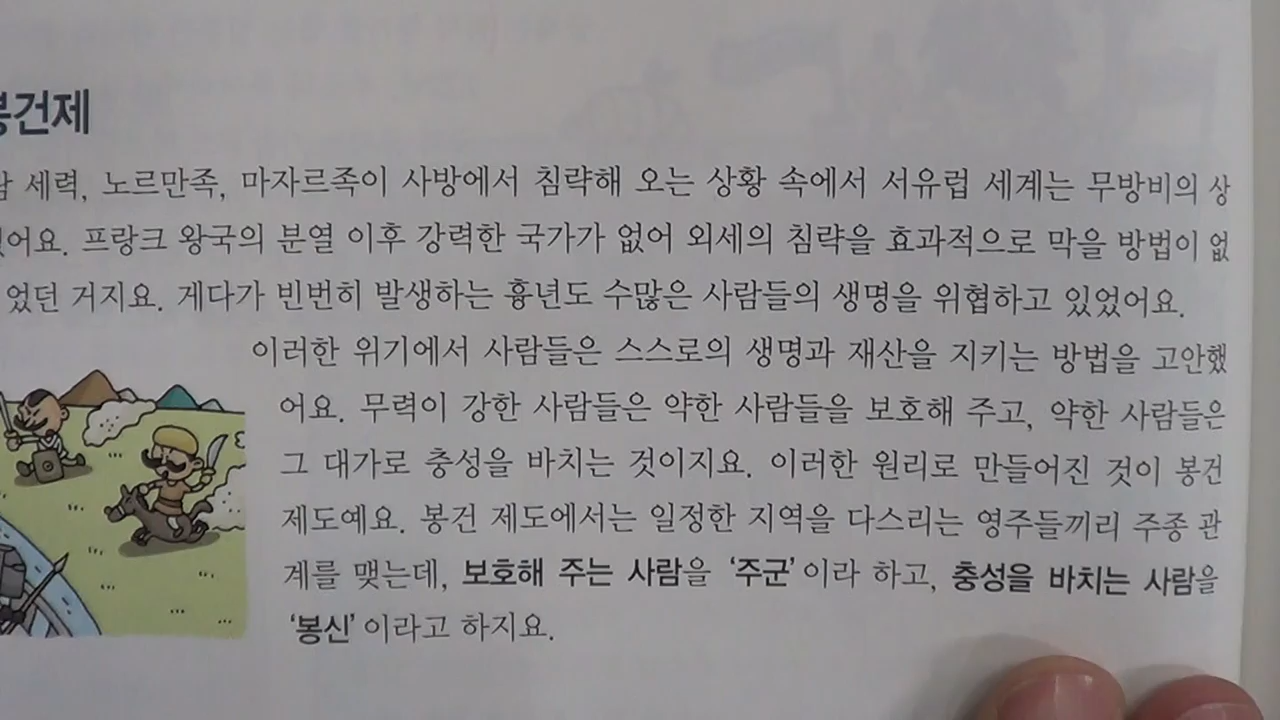 봉건제
세력, 노르만족, 마자르족이 사방에서 침략해 오는 상황 속에서 서유럽 세계는 무방비의 상
어요. 프랑크 왕국의 분열 이후 강력한 국가가 없어 외세의 침략을 효과적으로 막을 방법이 없
었던 거지요. 게다가 빈번히 발생하는 흉년도 수많은 사람들의 생명을 위협하고 있었어요.
이러한 위기에서 사람들은 스스로의 생명과 재산을 지키는 방법을 고안했
어요. 무력이 강한 사람들은 약한 사람들을 보호해 주고, 약한 사람들은
그 대가로 충성을 바치는 것이지요. 이러한 원리로 만들어진 것이 봉건
제도예요. 봉건 제도에서는 일정한 지역을 다스리는 영주들끼리 주종 관
계를 맺는데, 보호해 주는 사람을 ‘주군’이라 하고, 충성을 바치는 사람을
‘봉신’이라고 하지요.